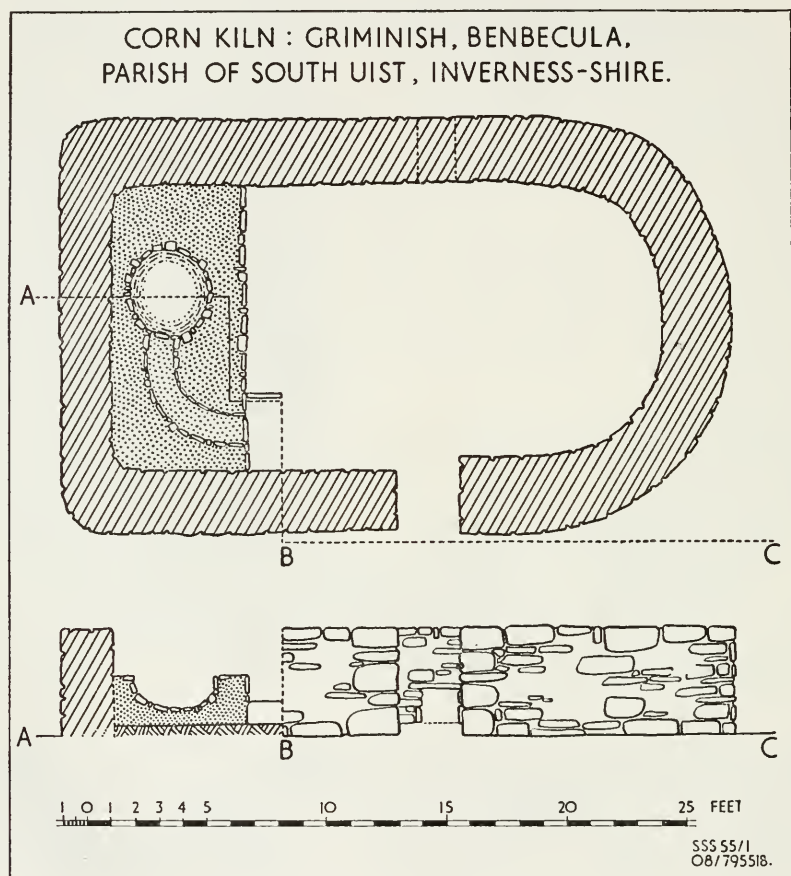 CORN KILN : GRIMINISH, BENBECULA,
PARISH OF SOUTH UIST, INVERNESS-SHIRE.
A
B
C
A
B
C
1 0 1 2 3 4 5 10 15 20 25 FEET
SSS 55/1
08/795518.